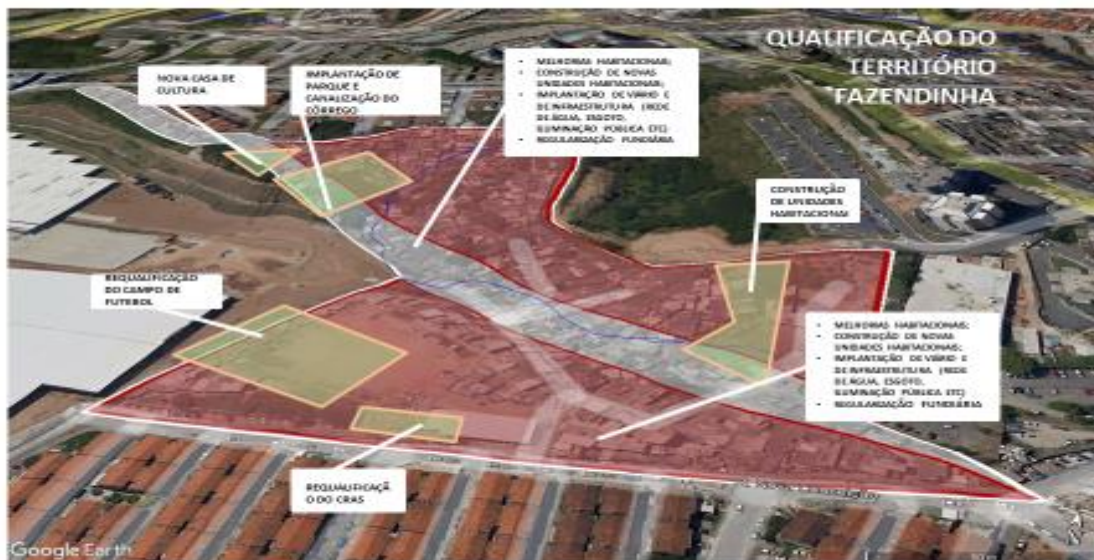 QUALIFICAÇÃO DO
TERRITÓRIO
"FAZENDINHA
NOVA CASA DE
CULTURA
IMPLANTAÇÃO DE
PARQUE E
CANALIZAÇÃO DO
CÓRREGO
• MELHORIAS HABITACIONAIS;
• CONSTRUÇÃO DE NOVAS
UNIDADES HABITACIONAIS;
• IMPLANTAÇÃO DE VIÁRIO E
DE INFRAESTRUTURA (REDE
DE ÁGUA, ESGOTO,
ILUMINAÇÃO PÚBLICA ETC)
• REGULARIZAÇÃO FUNDIÁRIA
CONSTRUÇÃO
DE UNIDADES
HABITACIONAI
REQUALIFICAÇÃO
DO CAMPO DE
FUTEBOL
• MELHORIAS HABITACIONAIS;
• CONSTRUÇÃO DE NOVAS
UNIDADES HABITACIONAIS;
• IMPLANTAÇÃO DE VIÁRIO E
DE INFRAESTRUTURA (REDE
DE ÁGUA, ESGOTO,
ILUMINAÇÃO PÚBLICA ETC)
• REGULARIZAÇÃO FUNDIÁRIA
REQUALIFICAÇÃ
O DO CRAS
Google Earth
N